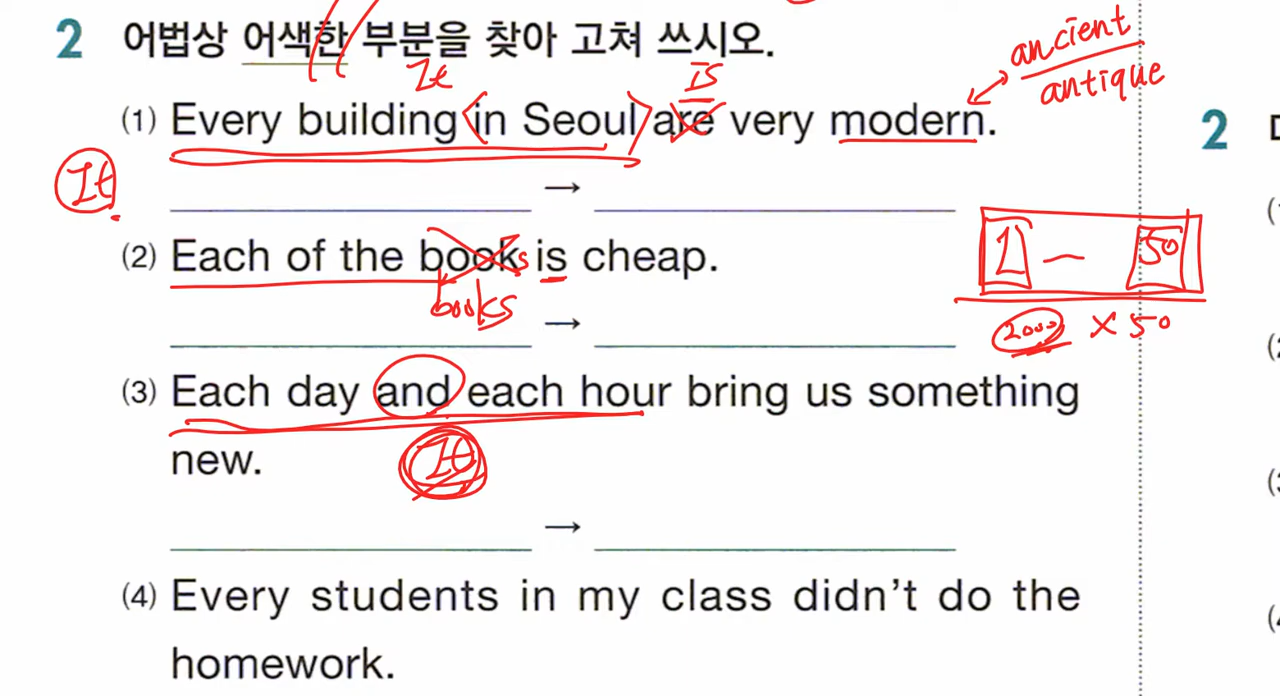 2 어법상 어색한 부분을 찾아 고쳐 쓰시오.
ancient
antique
It is
(1) Every building in Seoul are very modern.
It
→
2
(2) Each of the book is cheap.
books
1 ~ 50
→
2000 × 50
(3) Each day and each hour bring us something
new.
It
→
(4) Every students in my class didn't do the
homework.